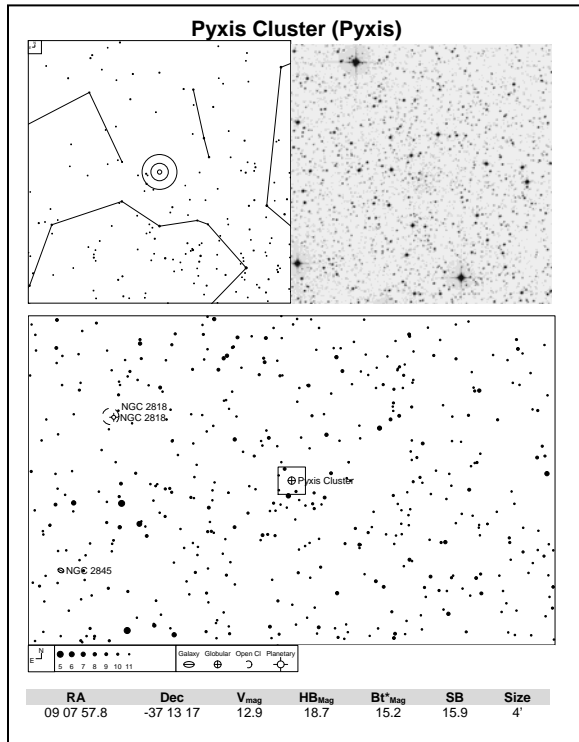 Pyxis Cluster (Pyxis)
NGC 2818
NGC 2818
Pyxis Cluster
NGC 2845
N
E
5 6 7 8 9 10 11
Galaxy Globular Open Cl Planetary
RA Dec Vmag HBMag Bt*Mag SB Size
09 07 57.8 -37 13 17 12.9 18.7 15.2 15.9 4'